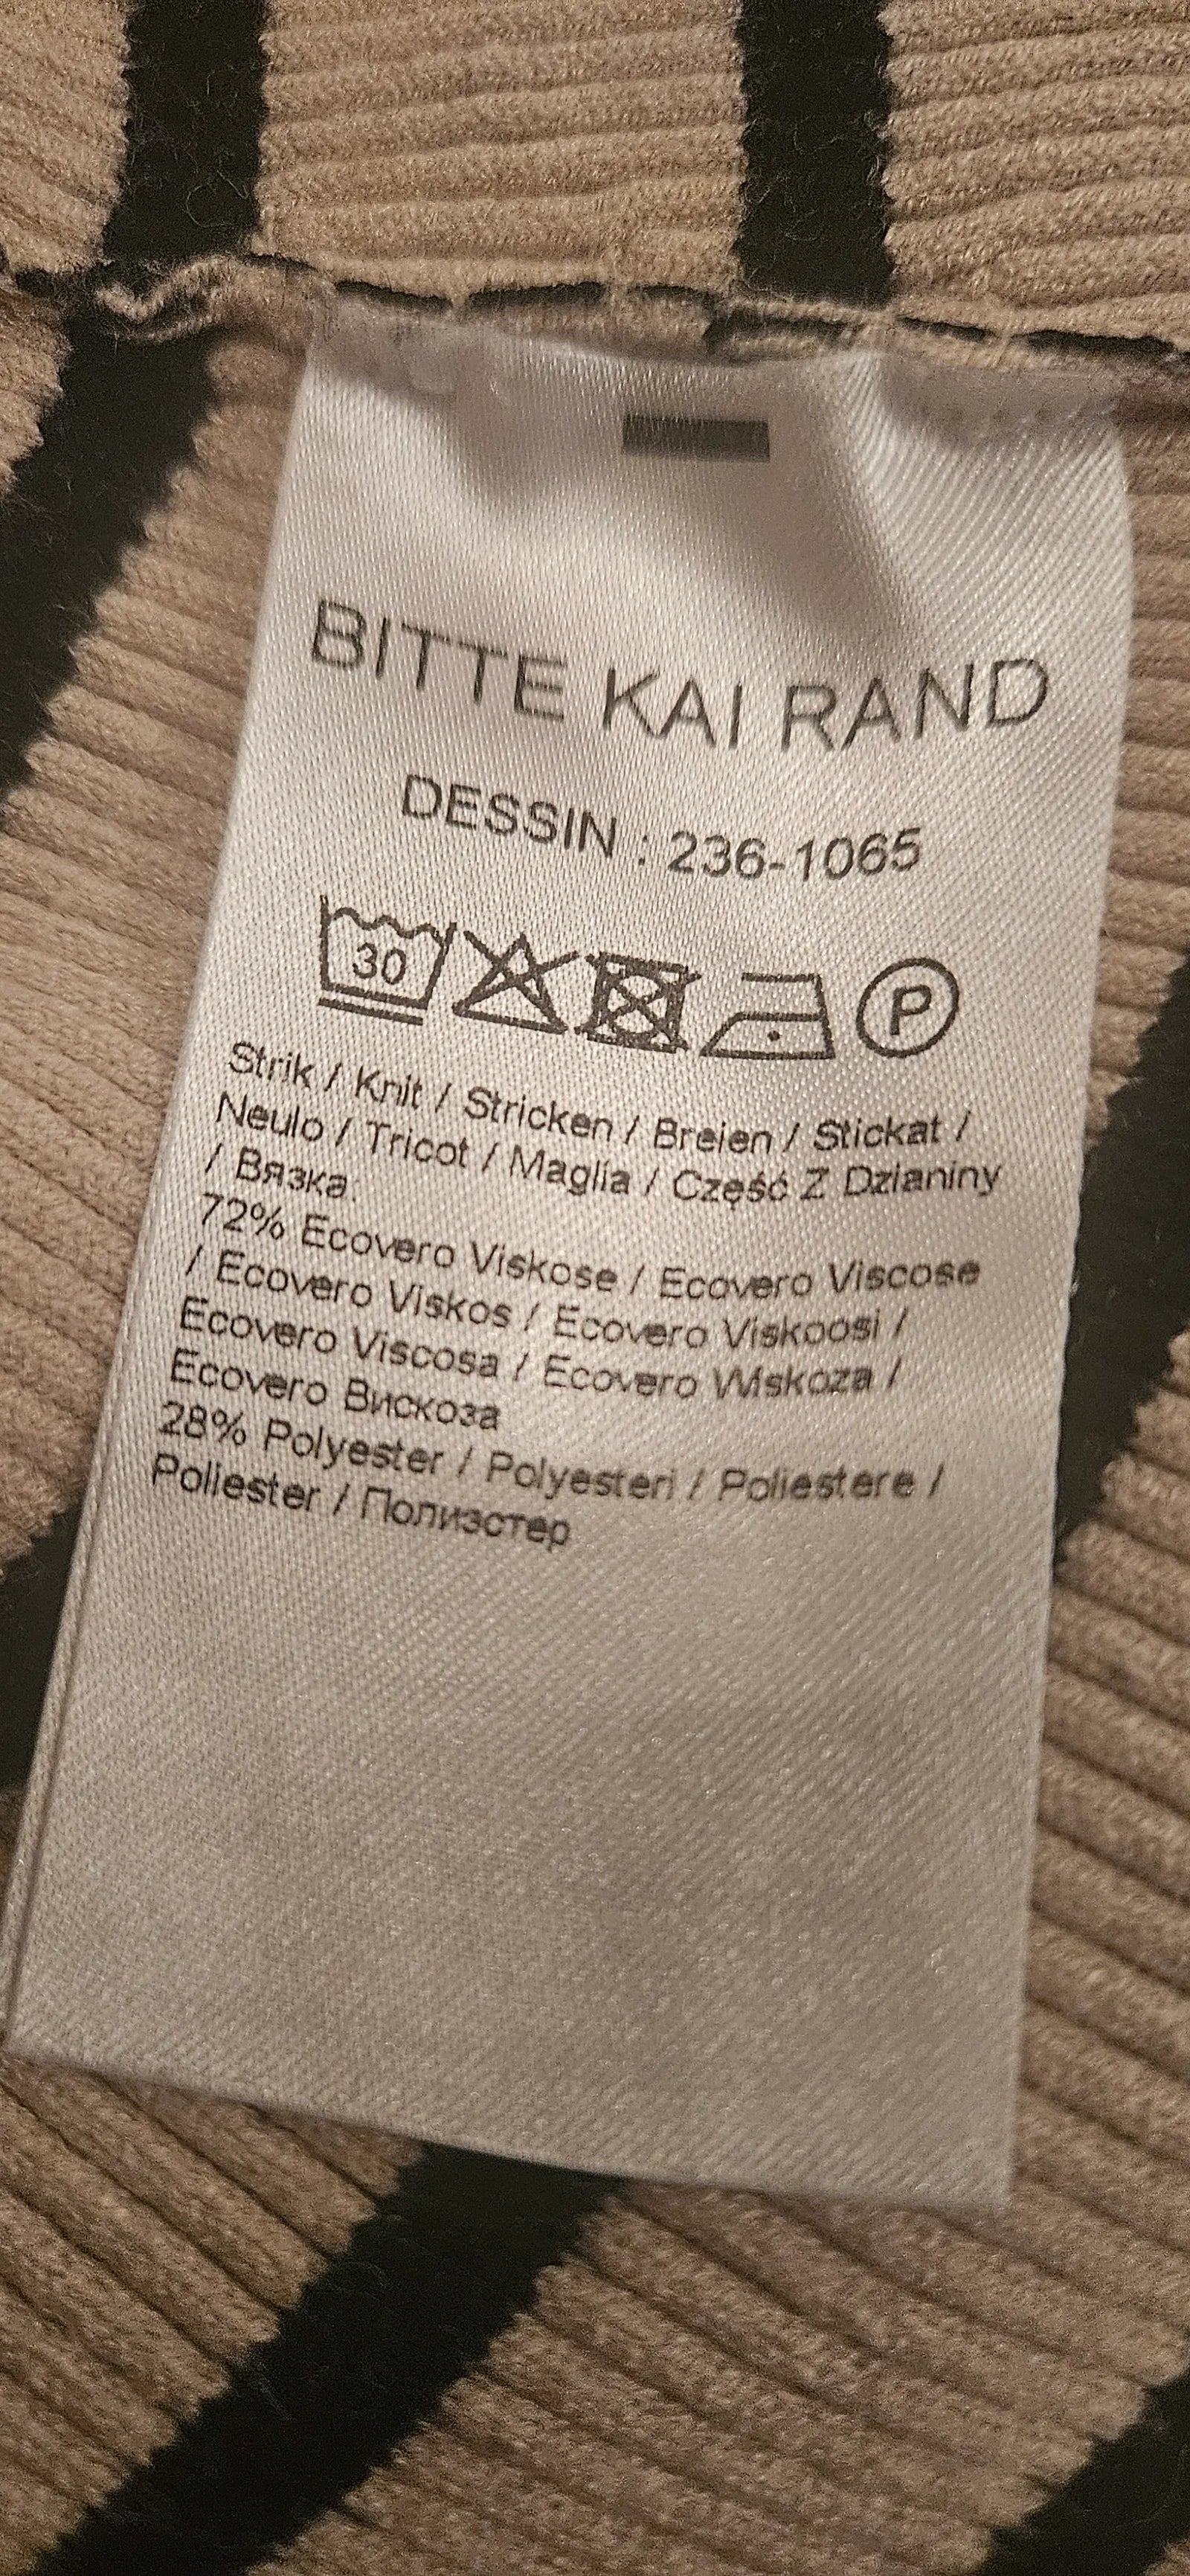 BITTE KAI RAND
DESSIN : 236-1065
30 P
Strik / Knit / Stricken / Breien / Stickat /
Neulo / Tricot / Maglia / Część Z Dzianiny
/ Вязка.
72% Ecovero Viskose / Ecovero Viscose
/ Ecovero Viskos / Ecovero Viskoosi /
Ecovero Viscosa / Ecovero Wiskoza /
Ecovero Вискоза
28% Polyester / Polyesteri / Poliestere /
Poliester / Полиэстер